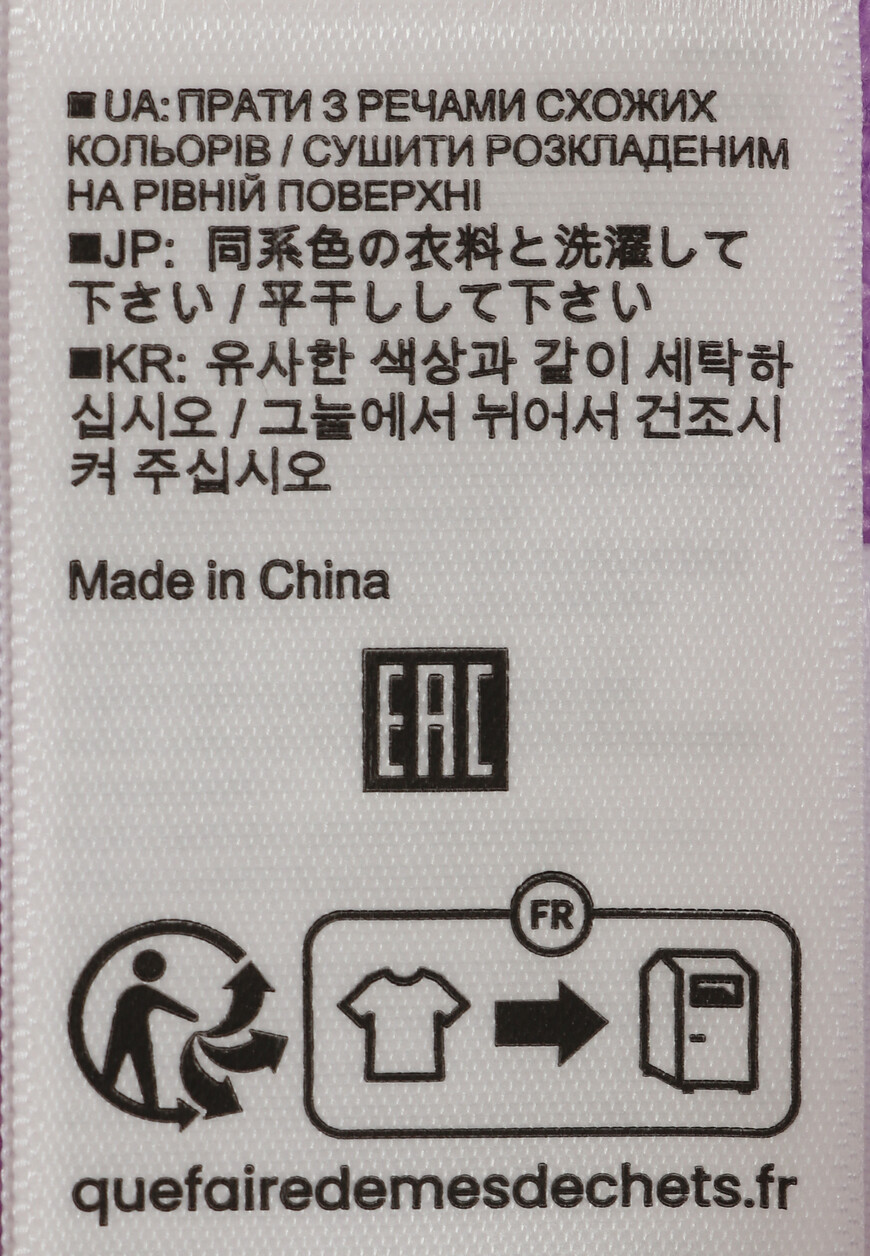 ■ UA: ПРАТИ З РЕЧАМИ СХОЖИХ
КОЛЬОРІВ / СУШИТИ РОЗКЛАДЕНИМ
НА РІВНІЙ ПОВЕРХНІ
■JP: 同系色の衣料と洗濯して
下さい / 平干しして下さい
■KR: 유사한 색상과 같이 세탁하
십시오 / 그늘에서 뉘어서 건조시
켜 주십시오
Made in China
EAC
FR
quefairedemesdechets.fr